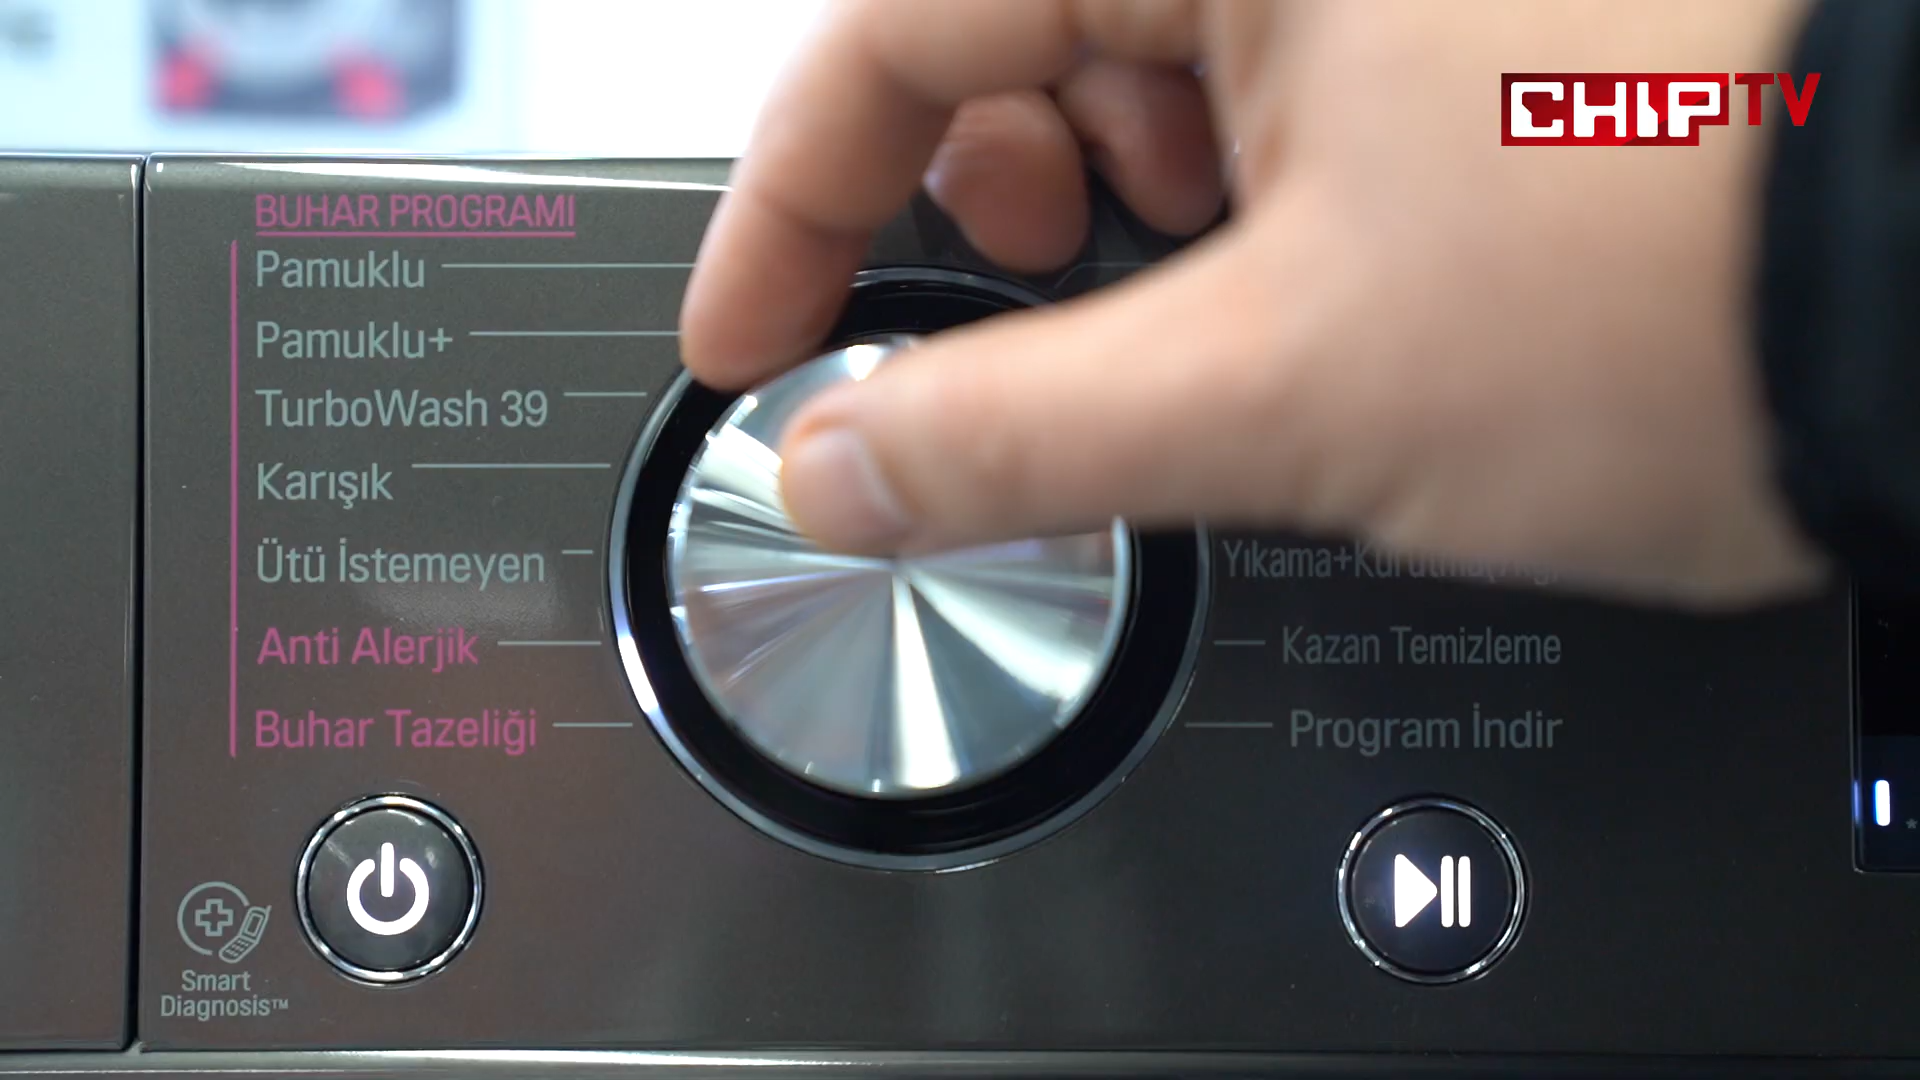 CHIP TV
BUHAR PROGRAMI
Pamuklu
Pamuklu+
TurboWash 39
Karışık
Ütü İstemeyen
Anti Alerjik
Buhar Tazeliği
Kazan Temizleme
Program İndir
Smart
Diagnosis™